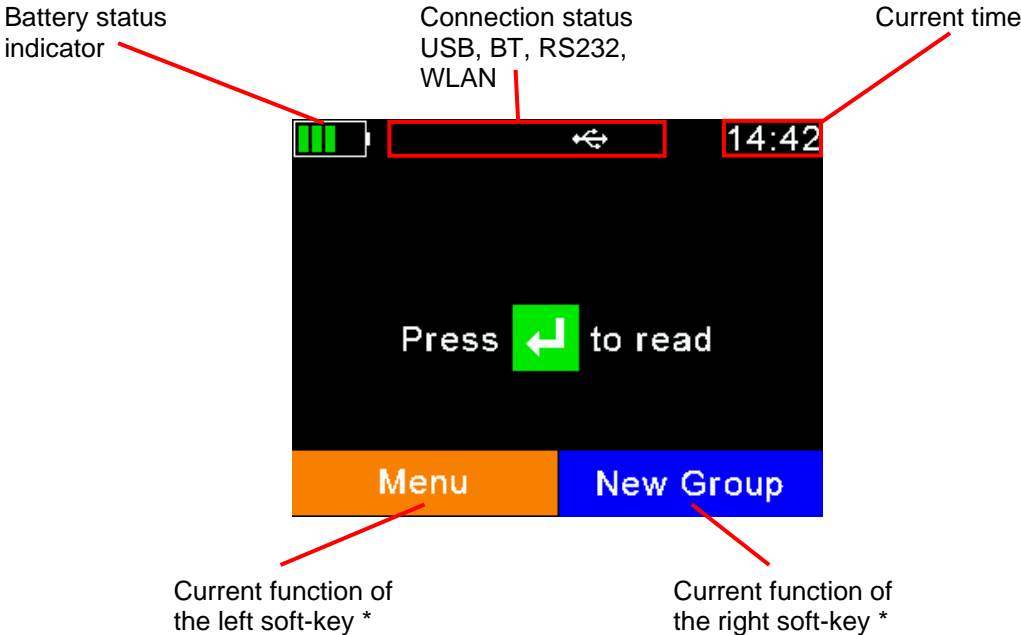 Battery status
indicator
Connection status
USB, BT, RS232,
WLAN
Current time
14:42
Press to read
Menu
New Group
Current function of
the left soft-key *
Current function of
the right soft-key *